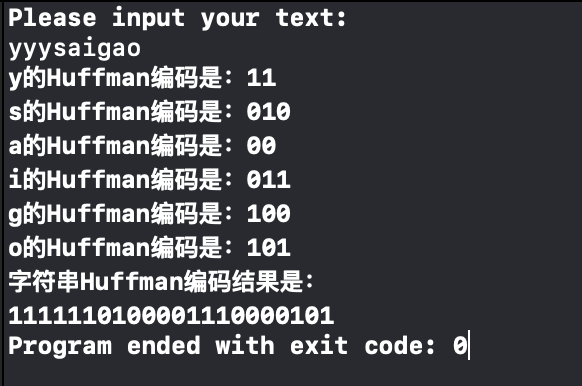 Please input your text:
yyysaigao
y的Huffman编码是：11
s的Huffman编码是：010
a的Huffman编码是：00
i的Huffman编码是：011
g的Huffman编码是：100
o的Huffman编码是：101
字符串Huffman编码结果是：
1111110100001110000101
Program ended with exit code: 0